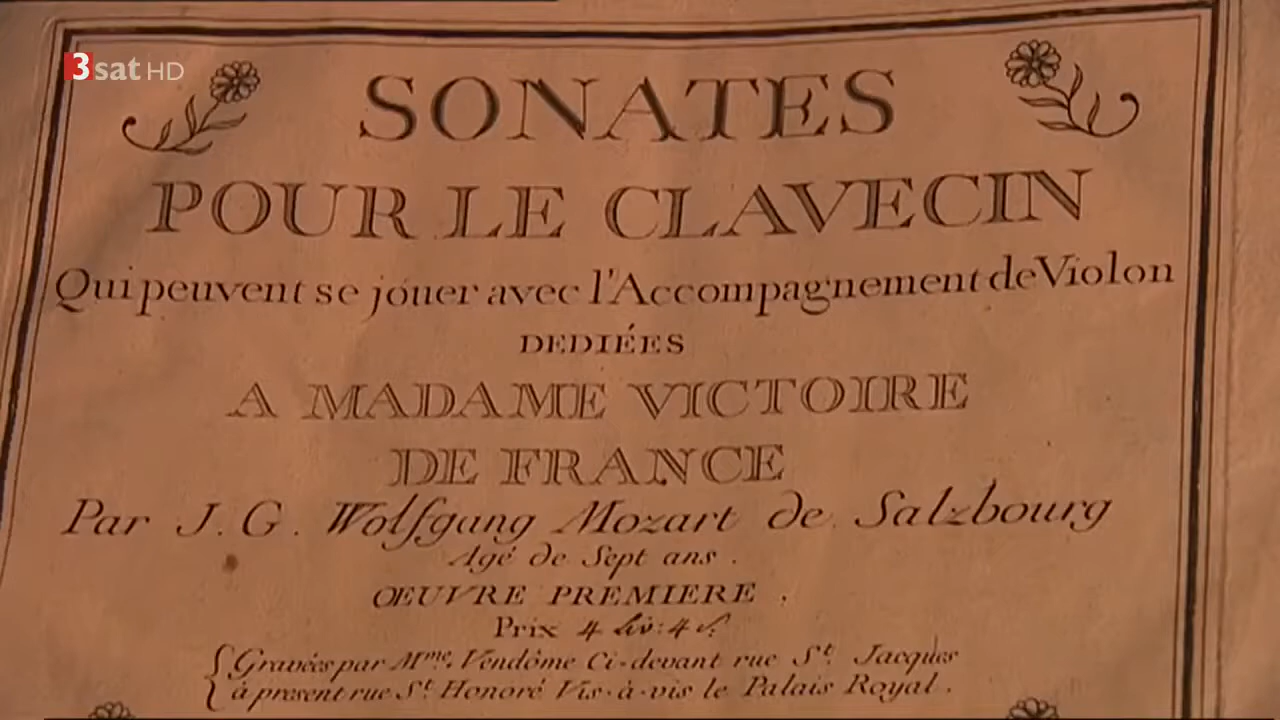 3sat HD
SONATES
POUR LE CLAVECIN
Qui peuvent se jouer avec l'Accompagnement de Violon
DEDIÉES
A MADAME VICTOIRE
DE FRANCE
Par J. G. Wolfgang Mozart de Salzbourg
Agé de Sept ans.
ŒUVRE PREMIERE.
Prix 4 liv: 4 s.
Gravées par Mme. Vendôme Ci-devant rue St. Jacques
à present rue St. Honoré Vis-à-vis le Palais Royal.